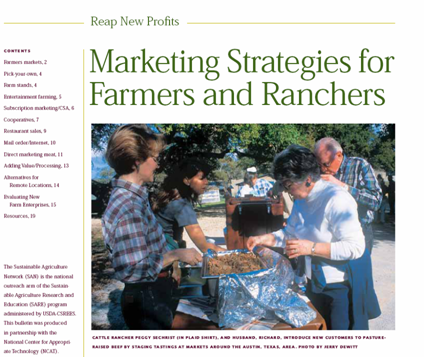 Reap New Profits
Marketing Strategies for
Farmers and Ranchers
CONTENTS
Farmers markets, 2
Pick-your-own, 4
Farm stands, 4
Entertainment farming, 5
Subscription marketing/CSA, 6
Cooperatives, 7
Restaurant sales, 9
Mail order/Internet, 10
Direct marketing meat, 11
Adding Value/Processing, 13
Alternatives for
Remote Locations, 14
Evaluating New
Farm Enterprises, 15
Resources, 16
The Sustainable Agriculture
Network (SAN) is the national
outreach arm of the Sustain
able Agriculture Research and
Education (SARE) program
administered by USDA-CSREES.
This bulletin was produced
in partnership with the
National Center for Appropri
ate Technology (NCAT).
CATTLE RANCHER PEGGY SECHRIST (IN PLAID SHIRT), AND HUSBAND, RICHARD, INTRODUCE NEW CUSTOMERS TO PASTURE-
RAISED BEEF BY STAGING TASTINGS AT MARKETS AROUND THE AUSTIN, TEXAS, AREA. PHOTO BY JERRY DEWITT